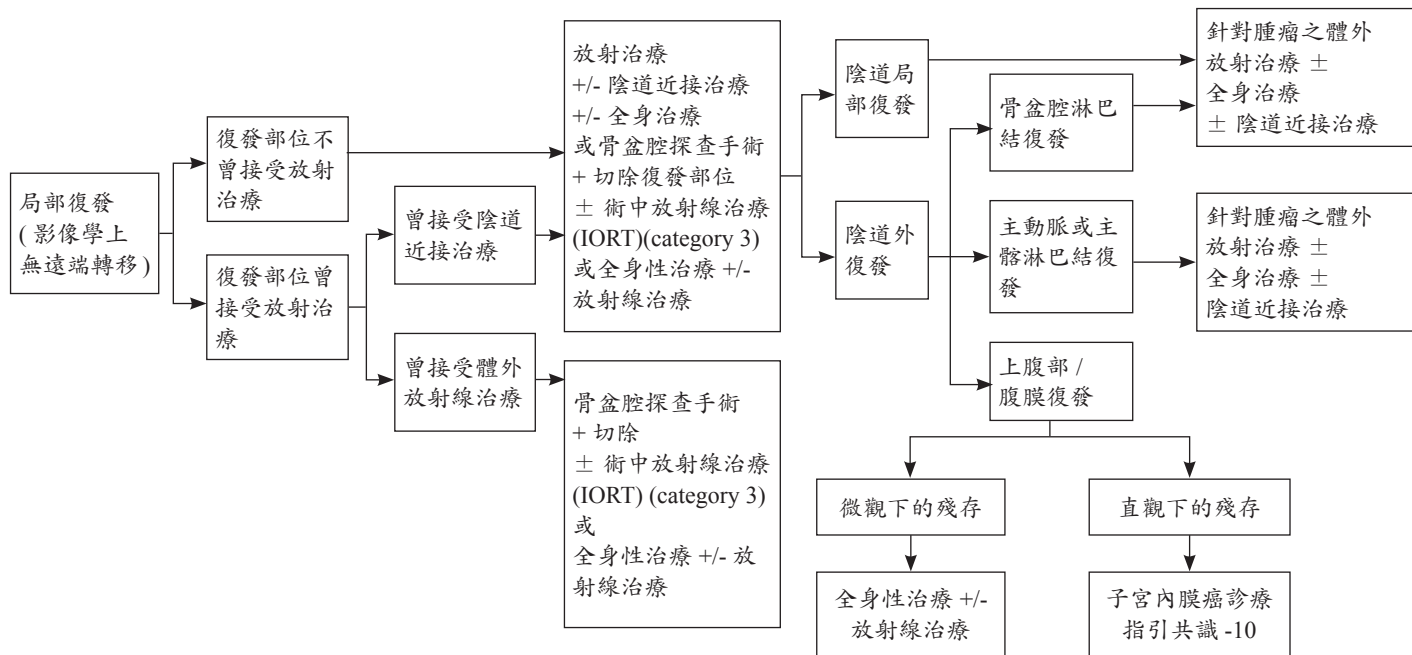 局部復發
( 影像學上
無遠端轉移 )
復發部位不
曾接受放射
治療
復發部位曾
接受放射治
療
曾接受陰道
近接治療
曾接受體外
放射線治療
放射治療
+/- 陰道近接治療
+/- 全身治療
或骨盆腔探查手術
+ 切除復發部位
± 術中放射線治療
(IORT)(category 3)
或全身性治療 +/-
放射線治療
骨盆腔探查手術
+ 切除
± 術中放射線治療
(IORT) (category 3)
或
全身性治療 +/- 放
射線治療
陰道局
部復發
陰道外
復發
骨盆腔淋巴
結復發
主動脈或主
髂淋巴結復
發
上腹部 /
腹膜復發
針對腫瘤之體外
放射治療 ±
全身治療
± 陰道近接治療
針對腫瘤之體外
放射治療 ±
全身治療 ±
陰道近接治療
微觀下的殘存
直觀下的殘存
全身性治療 +/-
放射線治療
子宮內膜癌診療
指引共識 -10